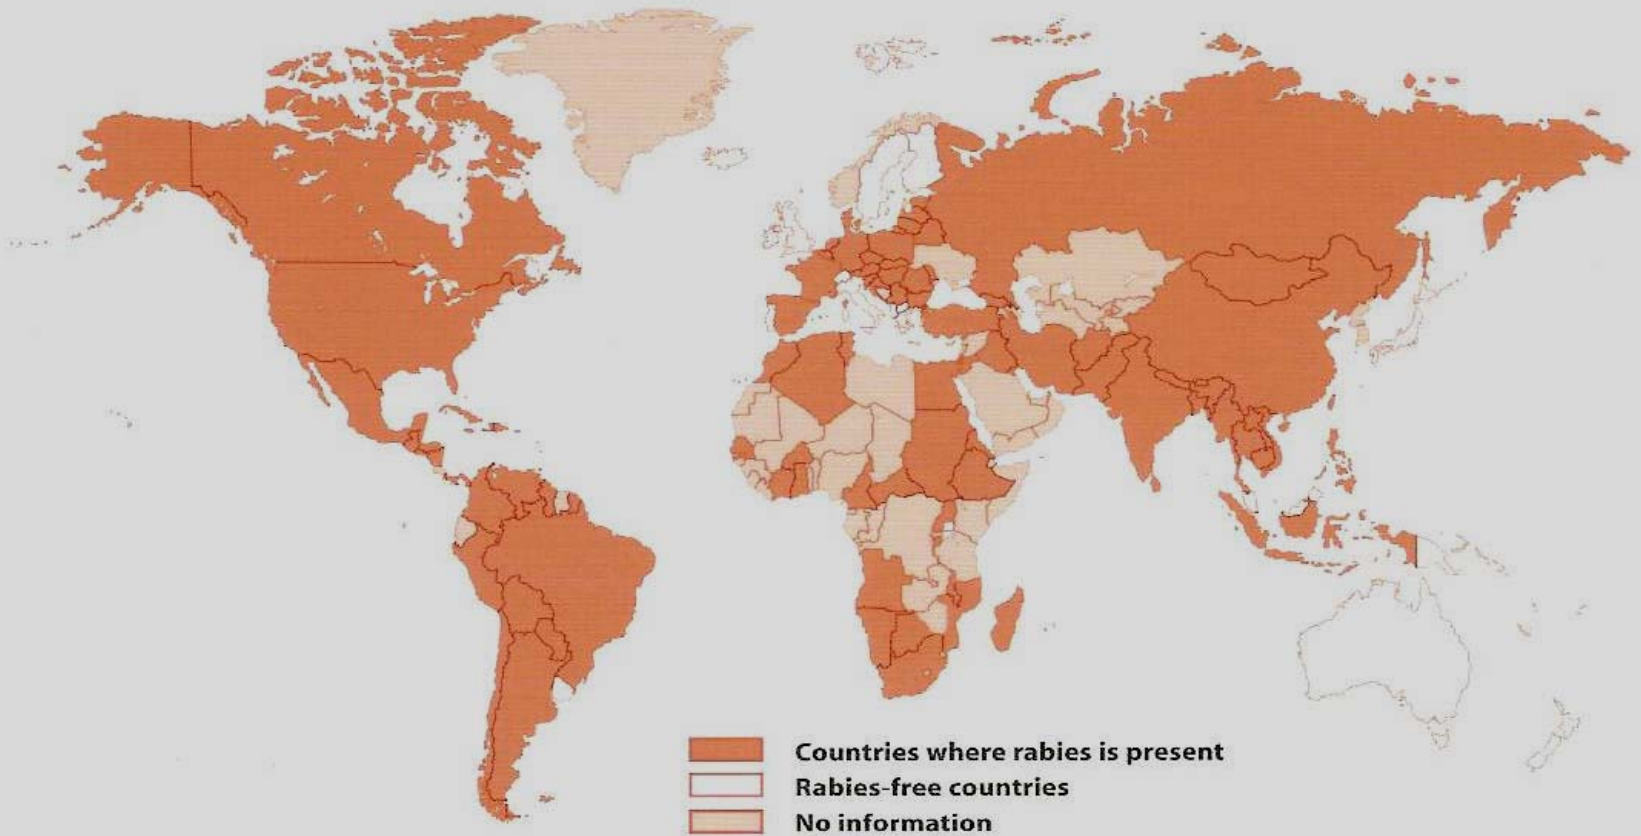 Countries where rabies is present
Rabies-free countries
No information